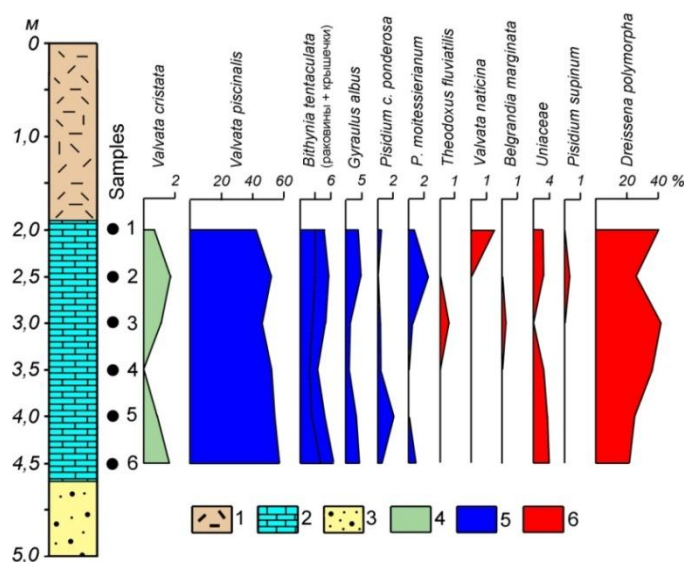 м
0
1,0
2,0
2,5
3,0
3,5
4,0
4,5
5.0
Samples
1
2
3
4
5
6
Valvata cristata
2
Valvata piscinalis
20 60
Bithynia tentaculata
(раковины + крышечки)
6
Gyraulus albus
5
Pisidium c. ponderosa
2
P. moitessierianum
2
Theodoxus fluviatilis
1
Valvata naticina
1
Belgrandia marginata
1
Uniaceae
4
Pisidium supinum
1
Dreissena polymorpha
20 40 %
1 2 3 4 5 6